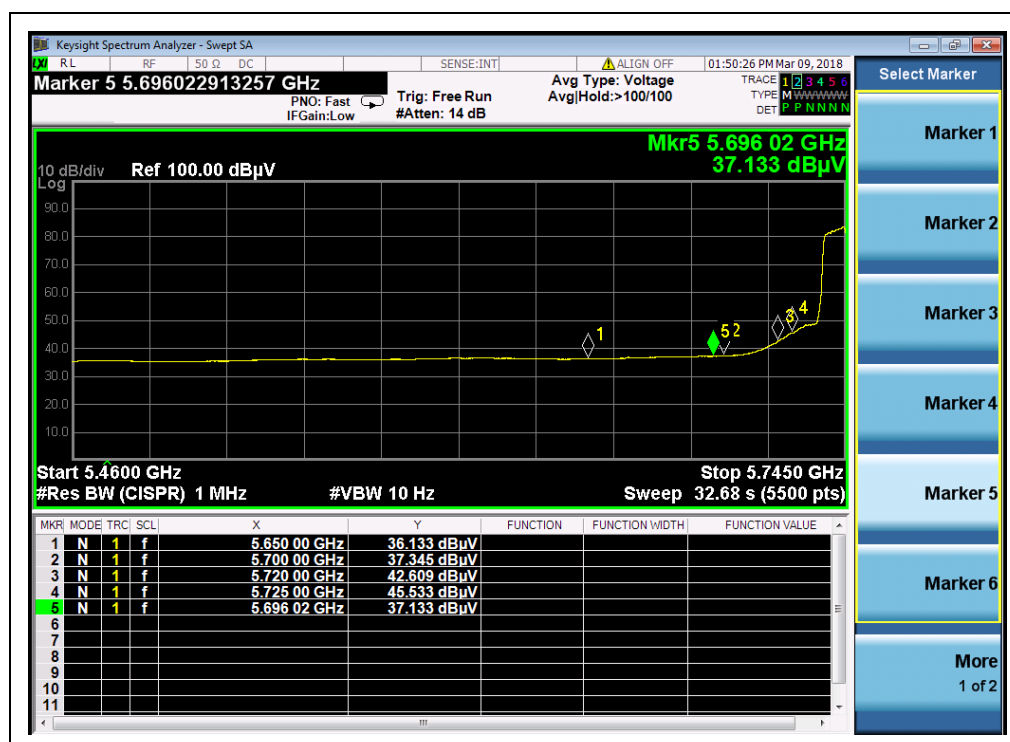 Keysight Spectrum Analyzer - Swept SA
LXI RL RF 50 Ω DC SENSE:INT ALIGN OFF 01:50:26 PM Mar 09, 2018
Marker 5 5.696022913257 GHz
PNO: Fast
IFGain:Low
Trig: Free Run
#Atten: 14 dB
Avg Type: Voltage
Avg|Hold:>100/100
TRACE 1 2 3 4 5 6
TYPE M W W W W W
DET P P N N N N
Mkr5 5.696 02 GHz
37.133 dBµV
10 dB/div Ref 100.00 dBµV
Log
90.0
80.0
70.0
60.0
50.0
40.0
30.0
20.0
10.0
1
5 2
3 4
Start 5.4600 GHz Stop 5.7450 GHz
#Res BW (CISPR) 1 MHz #VBW 10 Hz Sweep 32.68 s (5500 pts)
MKR MODE TRC SCL X Y FUNCTION FUNCTION WIDTH FUNCTION VALUE
1 N 1 f 5.650 00 GHz 36.133 dBµV
2 N 1 f 5.700 00 GHz 37.345 dBµV
3 N 1 f 5.720 00 GHz 42.609 dBµV
4 N 1 f 5.725 00 GHz 45.533 dBµV
5 N 1 f 5.696 02 GHz 37.133 dBµV
6
7
8
9
10
11
Select Marker
Marker 1
Marker 2
Marker 3
Marker 4
Marker 5
Marker 6
More
1 of 2